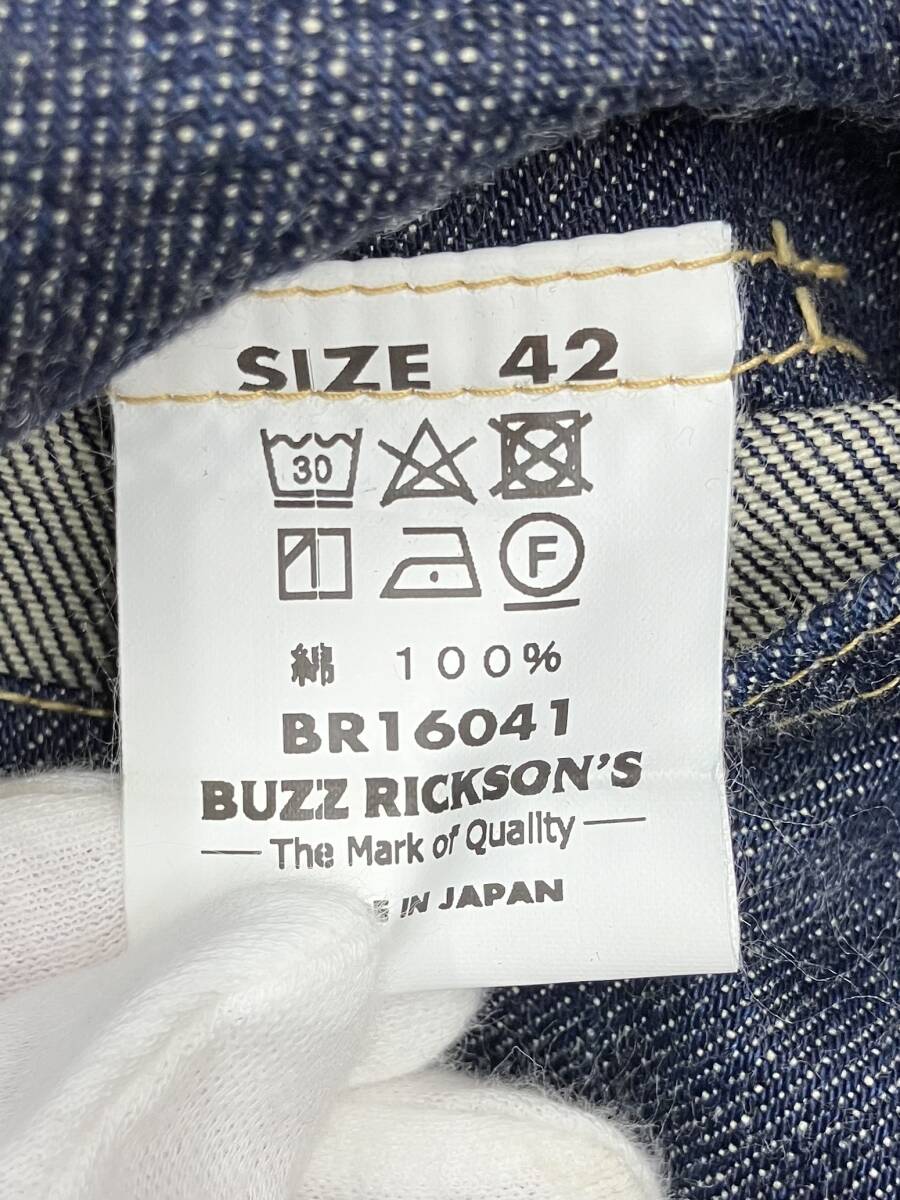 SIZE 42
30
F
綿 100%
BR16041
BUZZ RICKSON'S
The Mark of Quality
IN JAPAN